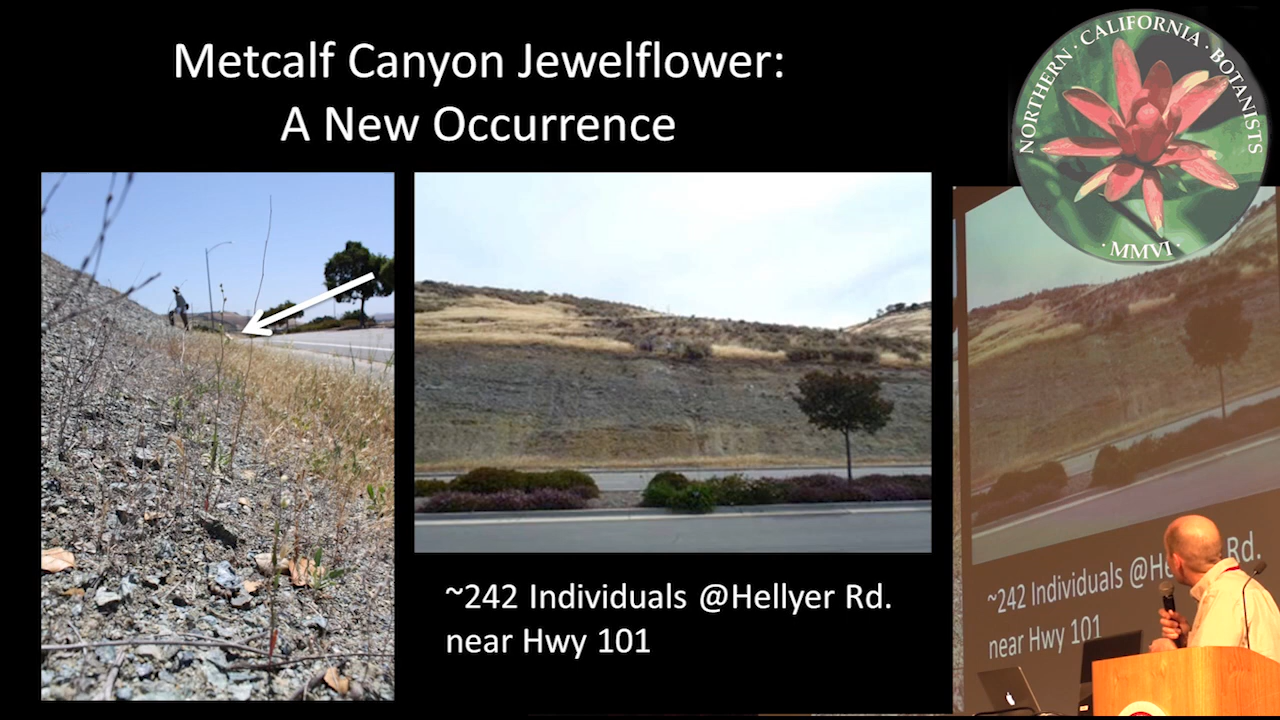 Metcalf Canyon Jewelflower:
A New Occurrence
NORTHERN · CALIFORNIA · BOTANISTS
· MMVI ·
~242 Individuals @Hellyer Rd.
near Hwy 101
~242 Individuals @He Rd.
near Hwy 101